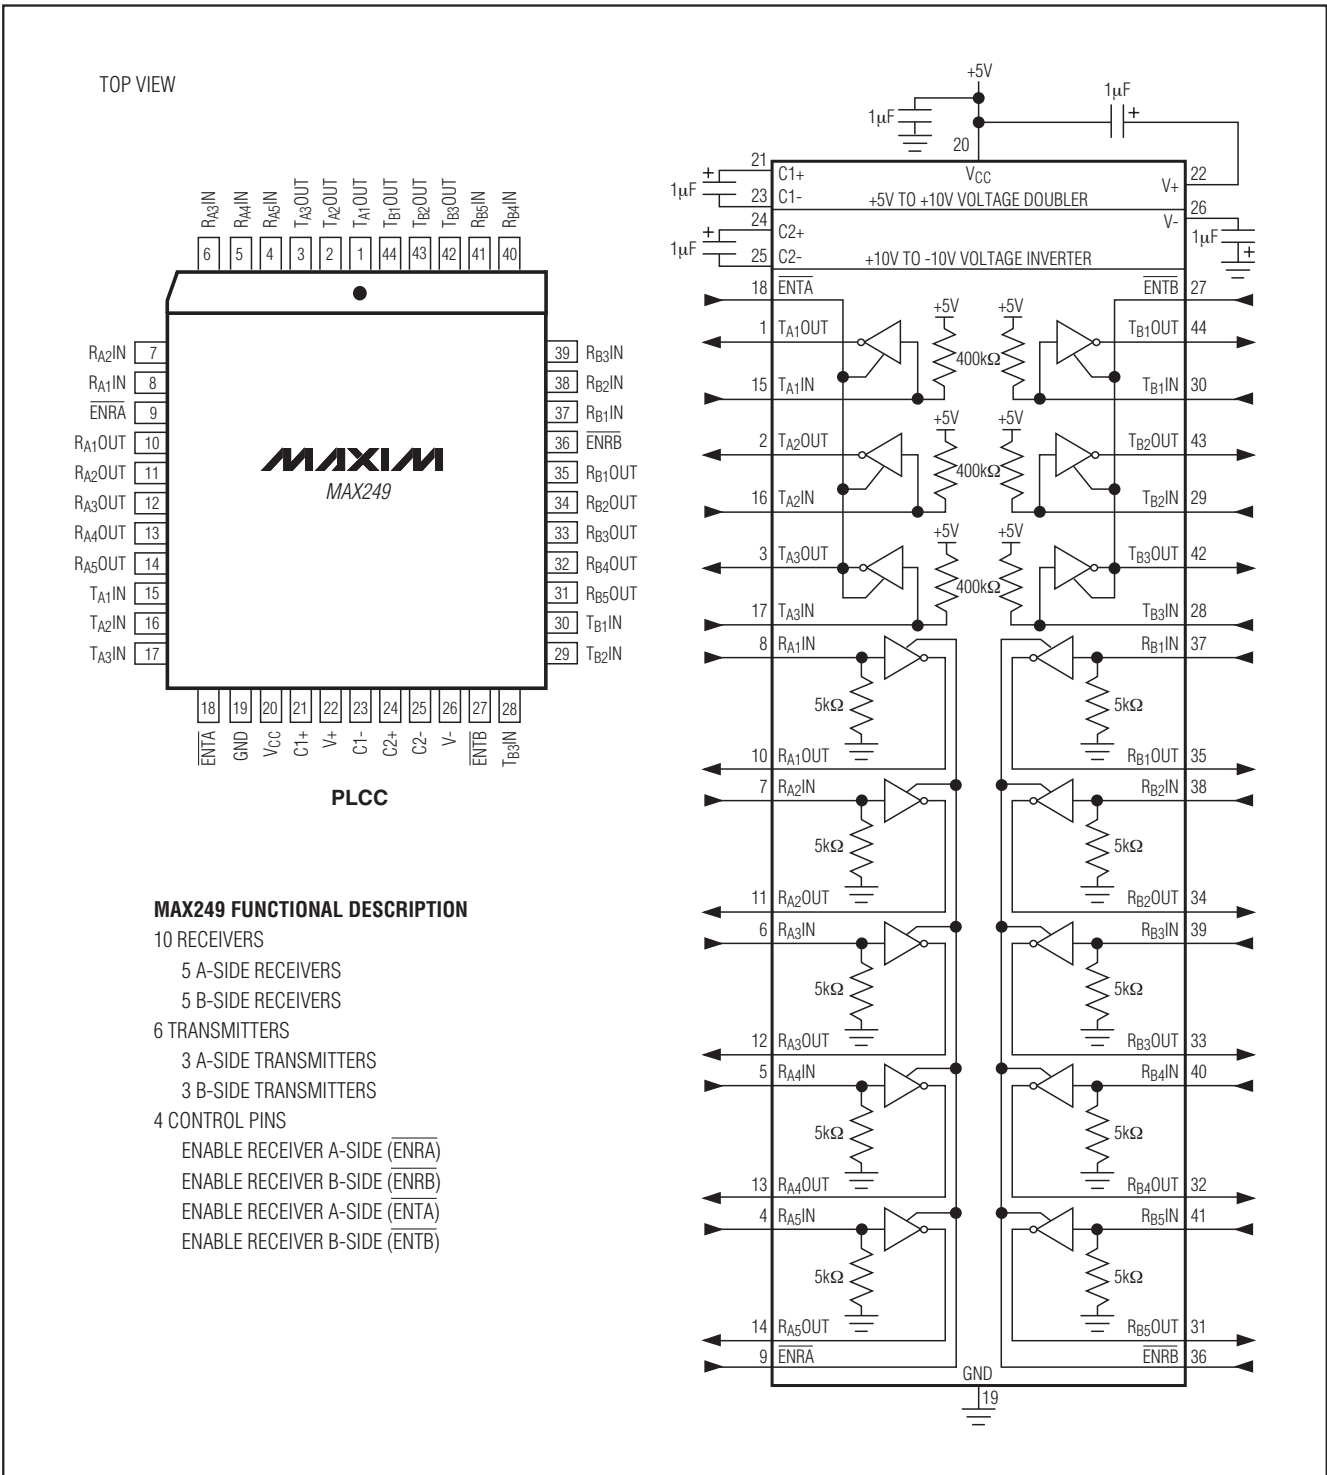 TOP VIEW
RA3IN
RA4IN
RA5IN
TA3OUT
TA2OUT
TA1OUT
TB1OUT
TB2OUT
TB3OUT
RB5IN
RB4IN
6 5 4 3 2 1 44 43 42 41 40
RA2IN 7
RA1IN 8
ENRA 9
RA1OUT 10
RA2OUT 11
RA3OUT 12
RA4OUT 13
RA5OUT 14
TA1IN 15
TA2IN 16
TA3IN 17
MAXIM
MAX249
39 RB3IN
38 RB2IN
37 RB1IN
36 ENRB
35 RB1OUT
34 RB2OUT
33 RB3OUT
32 RB4OUT
31 RB5OUT
30 TB1IN
29 TB2IN
18 19 20 21 22 23 24 25 26 27 28
ENTA
GND
VCC
C1+
V+
C1-
C2+
C2-
V-
ENTB
TB3IN
PLCC
MAX249 FUNCTIONAL DESCRIPTION
10 RECEIVERS
5 A-SIDE RECEIVERS
5 B-SIDE RECEIVERS
6 TRANSMITTERS
3 A-SIDE TRANSMITTERS
3 B-SIDE TRANSMITTERS
4 CONTROL PINS
ENABLE RECEIVER A-SIDE (ENRA)
ENABLE RECEIVER B-SIDE (ENRB)
ENABLE RECEIVER A-SIDE (ENTA)
ENABLE RECEIVER B-SIDE (ENTB)
+5V
1µF
1µF +
20
VCC
21 C1+
+ 1µF
23 C1-
+5V TO +10V VOLTAGE DOUBLER
V+ 22
24 C2+
+ 1µF
25 C2-
+10V TO -10V VOLTAGE INVERTER
V- 26
1µF +
18 ENTA
ENTB 27
+5V +5V
1 TA1OUT
TB1OUT 44
400kΩ
15 TA1IN
TB1IN 30
+5V +5V
2 TA2OUT
TB2OUT 43
400kΩ
16 TA2IN
TB2IN 29
+5V +5V
3 TA3OUT
TB3OUT 42
400kΩ
17 TA3IN
TB3IN 28
8 RA1IN
RB1IN 37
5kΩ 5kΩ
10 RA1OUT
RB1OUT 35
7 RA2IN
RB2IN 38
5kΩ 5kΩ
11 RA2OUT
RB2OUT 34
6 RA3IN
RB3IN 39
5kΩ 5kΩ
12 RA3OUT
RB3OUT 33
5 RA4IN
RB4IN 40
5kΩ 5kΩ
13 RA4OUT
RB4OUT 32
4 RA5IN
RB5IN 41
5kΩ 5kΩ
14 RA5OUT
RB5OUT 31
9 ENRA
ENRB 36
GND
19